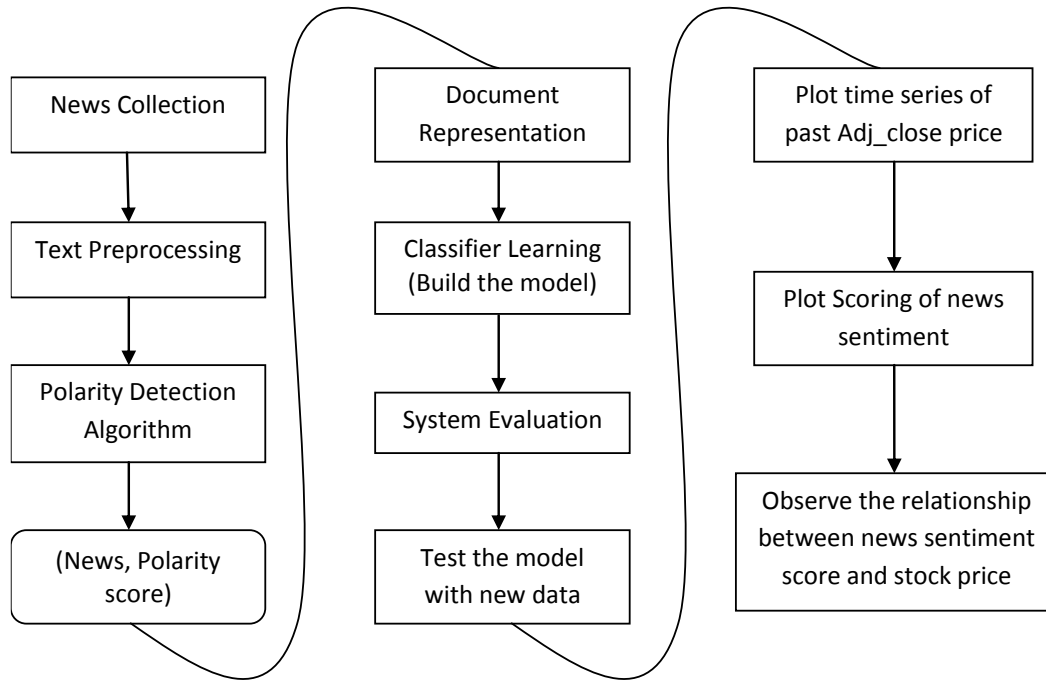 News Collection
Text Preprocessing
Polarity Detection
Algorithm
(News, Polarity
score)
Document
Representation
Classifier Learning
(Build the model)
System Evaluation
Test the model
with new data
Plot time series of
past Adj_close price
Plot Scoring of news
sentiment
Observe the relationship
between news sentiment
score and stock price